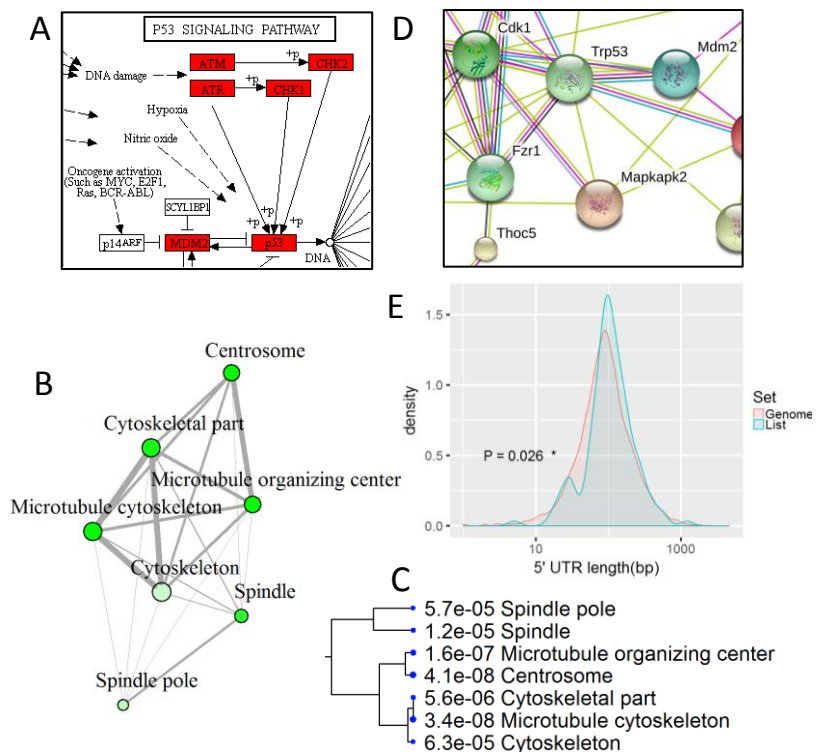 A
P53 SIGNALING PATHWAY
+p
ATM
CHK2
DNA damage
+p
ATR
CHK1
Hypoxia
Nitric oxide
Oncogene activation
(Such as MYC, E2F1,
Ras, BCR-ABL)
SCYL1BP1
+p
+p
+p
p14ARF
MDM2
p53
DNA
D
Cdk1
Trp53
Mdm2
Fzr1
Mapkapk2
Thoc5
B
Centrosome
Cytoskeletal part
Microtubule organizing center
Microtubule cytoskeleton
Cytoskeleton
Spindle
Spindle pole
E
1.5
1.0
0.5
0.0
density
P = 0.026 *
10
1000
5' UTR length(bp)
Set
Genome
List
C
5.7e-05 Spindle pole
1.2e-05 Spindle
1.6e-07 Microtubule organizing center
4.1e-08 Centrosome
5.6e-06 Cytoskeletal part
3.4e-08 Microtubule cytoskeleton
6.3e-05 Cytoskeleton